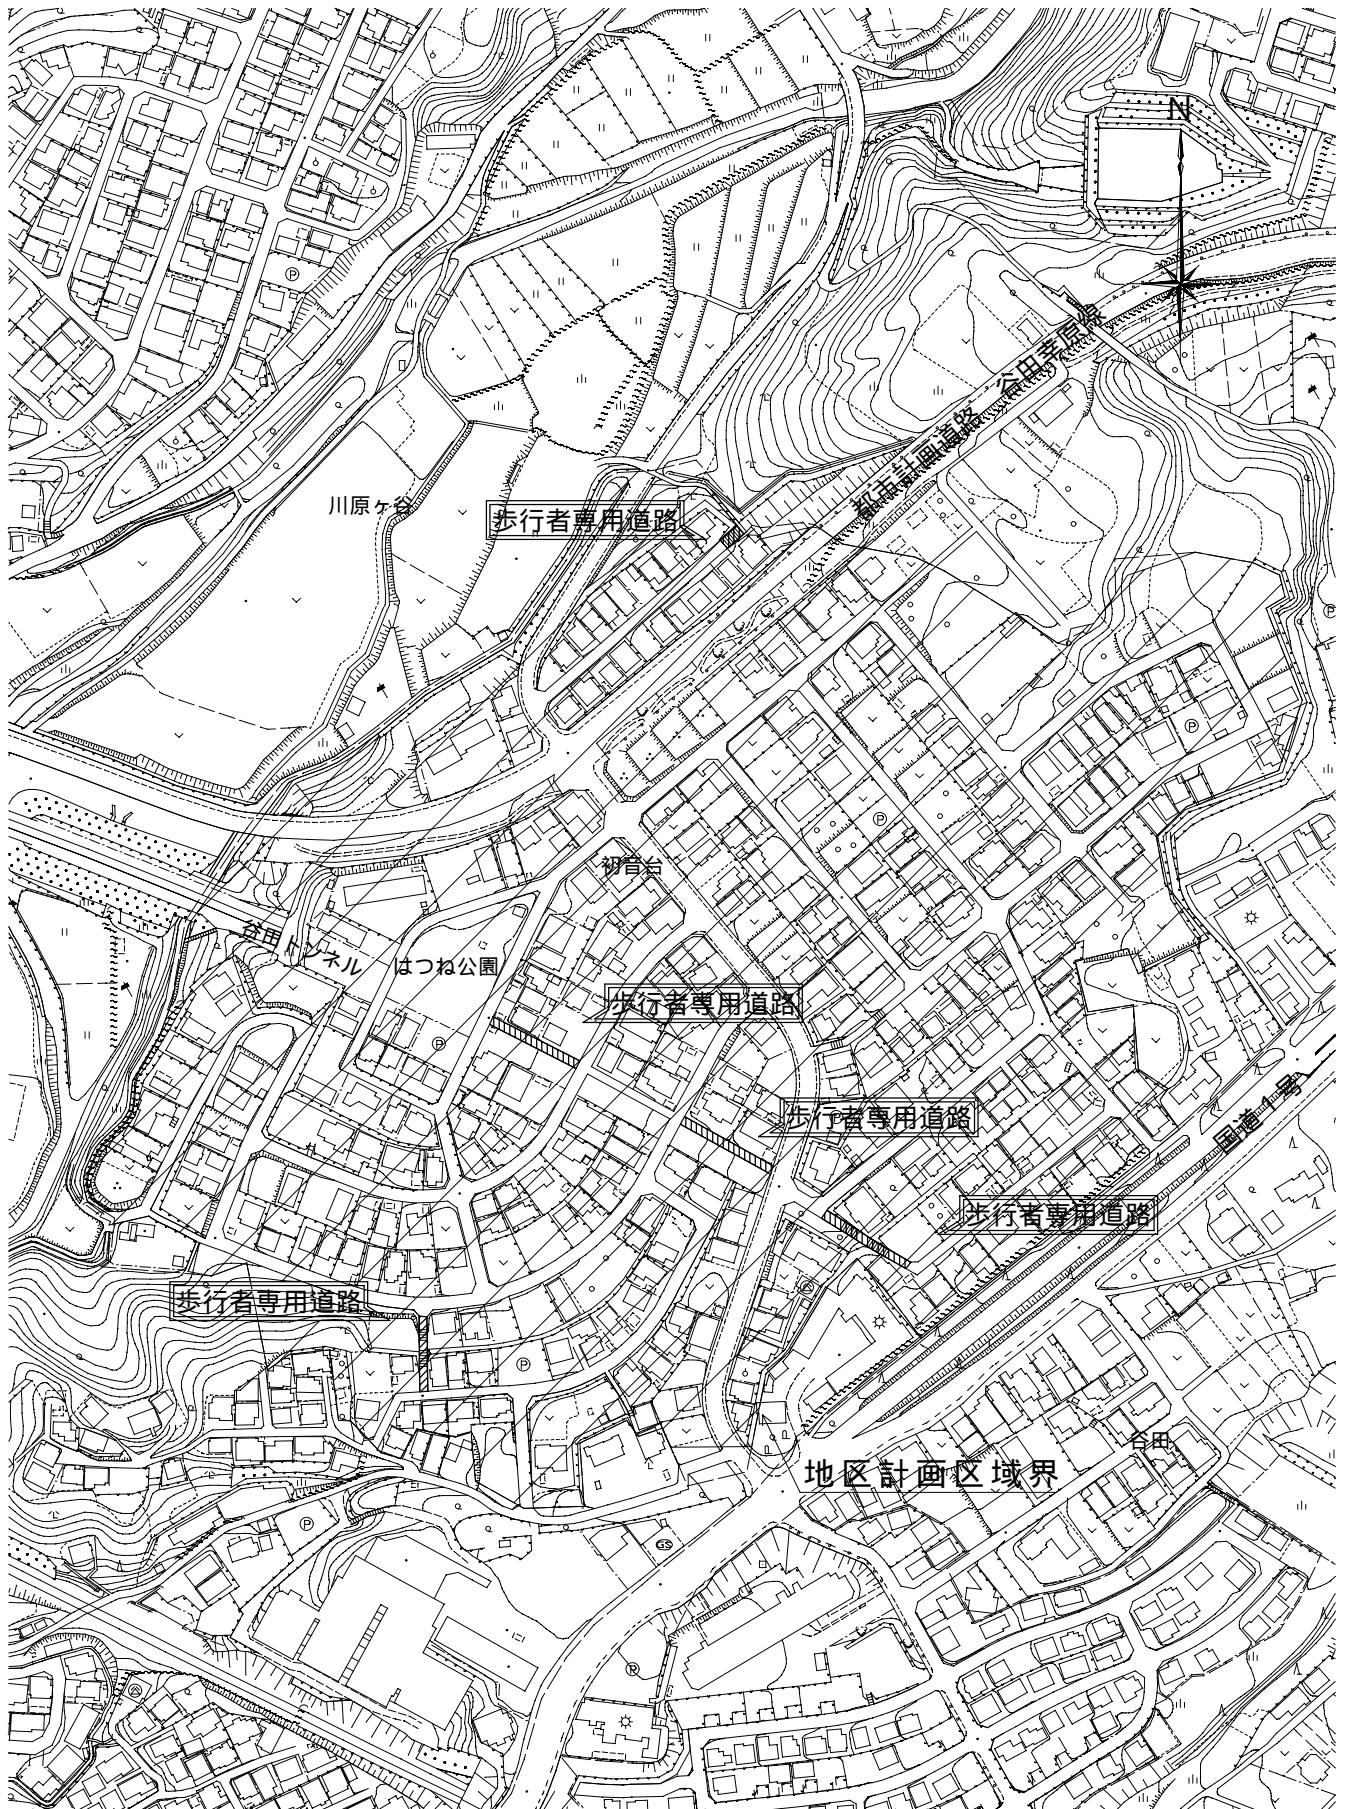 N
都市計画道路 谷田幸原線
川原ヶ谷
歩行者専用道路
初音台
谷田トンネル
はつね公園
歩行者専用道路
歩行者専用道路
国道1号
歩行者専用道路
歩行者専用道路
谷田
地区計画区域界
GS